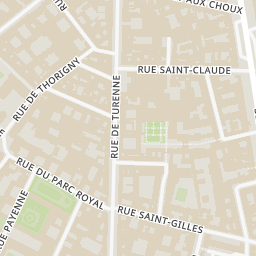 AUX CHOUX
RUE SAINT-CLAUDE
RUE DE THORIGNY
RUE DE TURENNE
RUE DU PARC ROYAL
RUE PAYENNE
RUE SAINT-GILLES